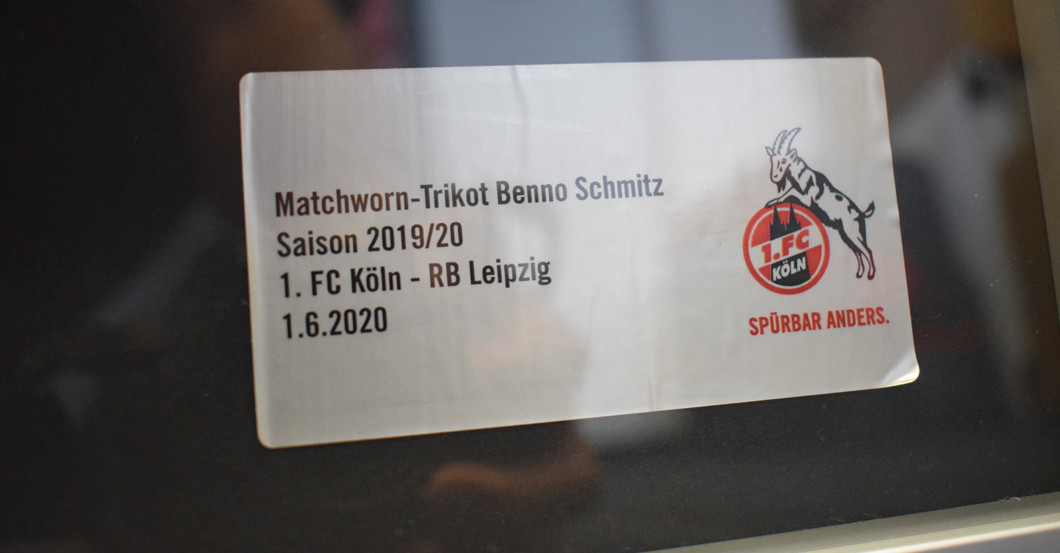 Matchworn-Trikot Benno Schmitz
Saison 2019/20
1. FC Köln - RB Leipzig
1.6.2020
1.FC
KÖLN
SPÜRBAR ANDERS.